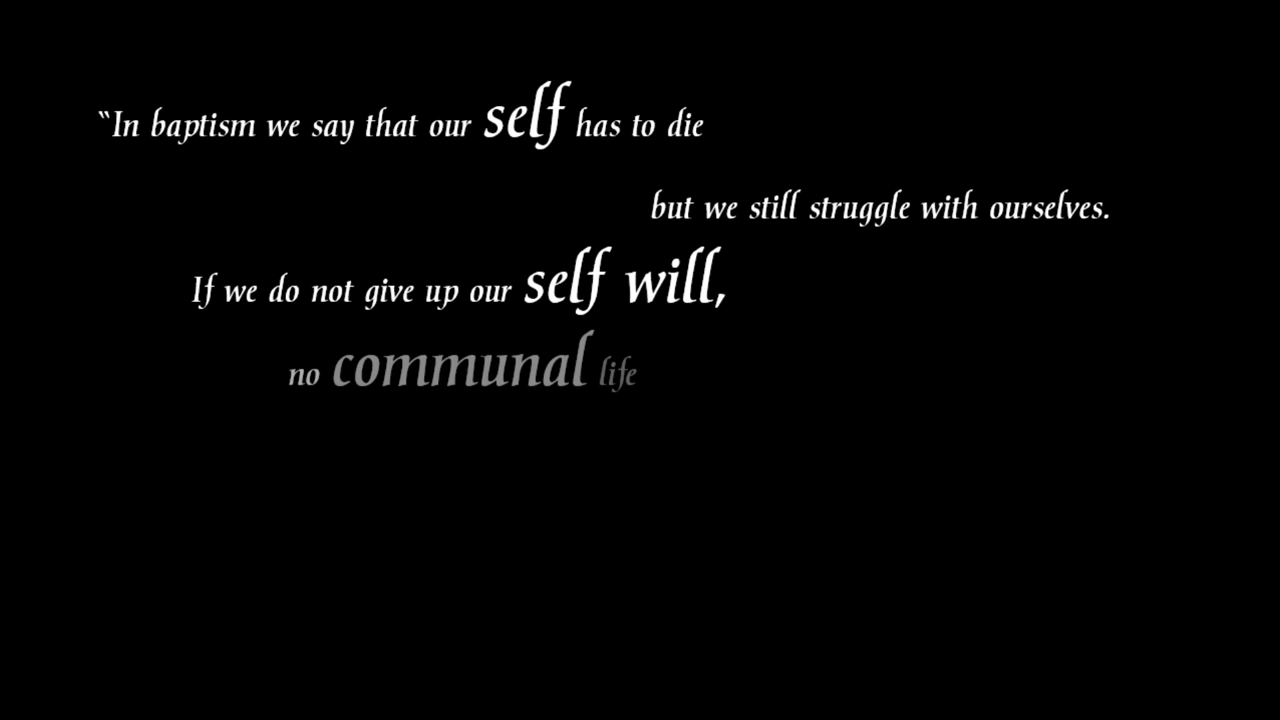 “In baptism we say that our self has to die
but we still struggle with ourselves.
If we do not give up our self will,
no communal life